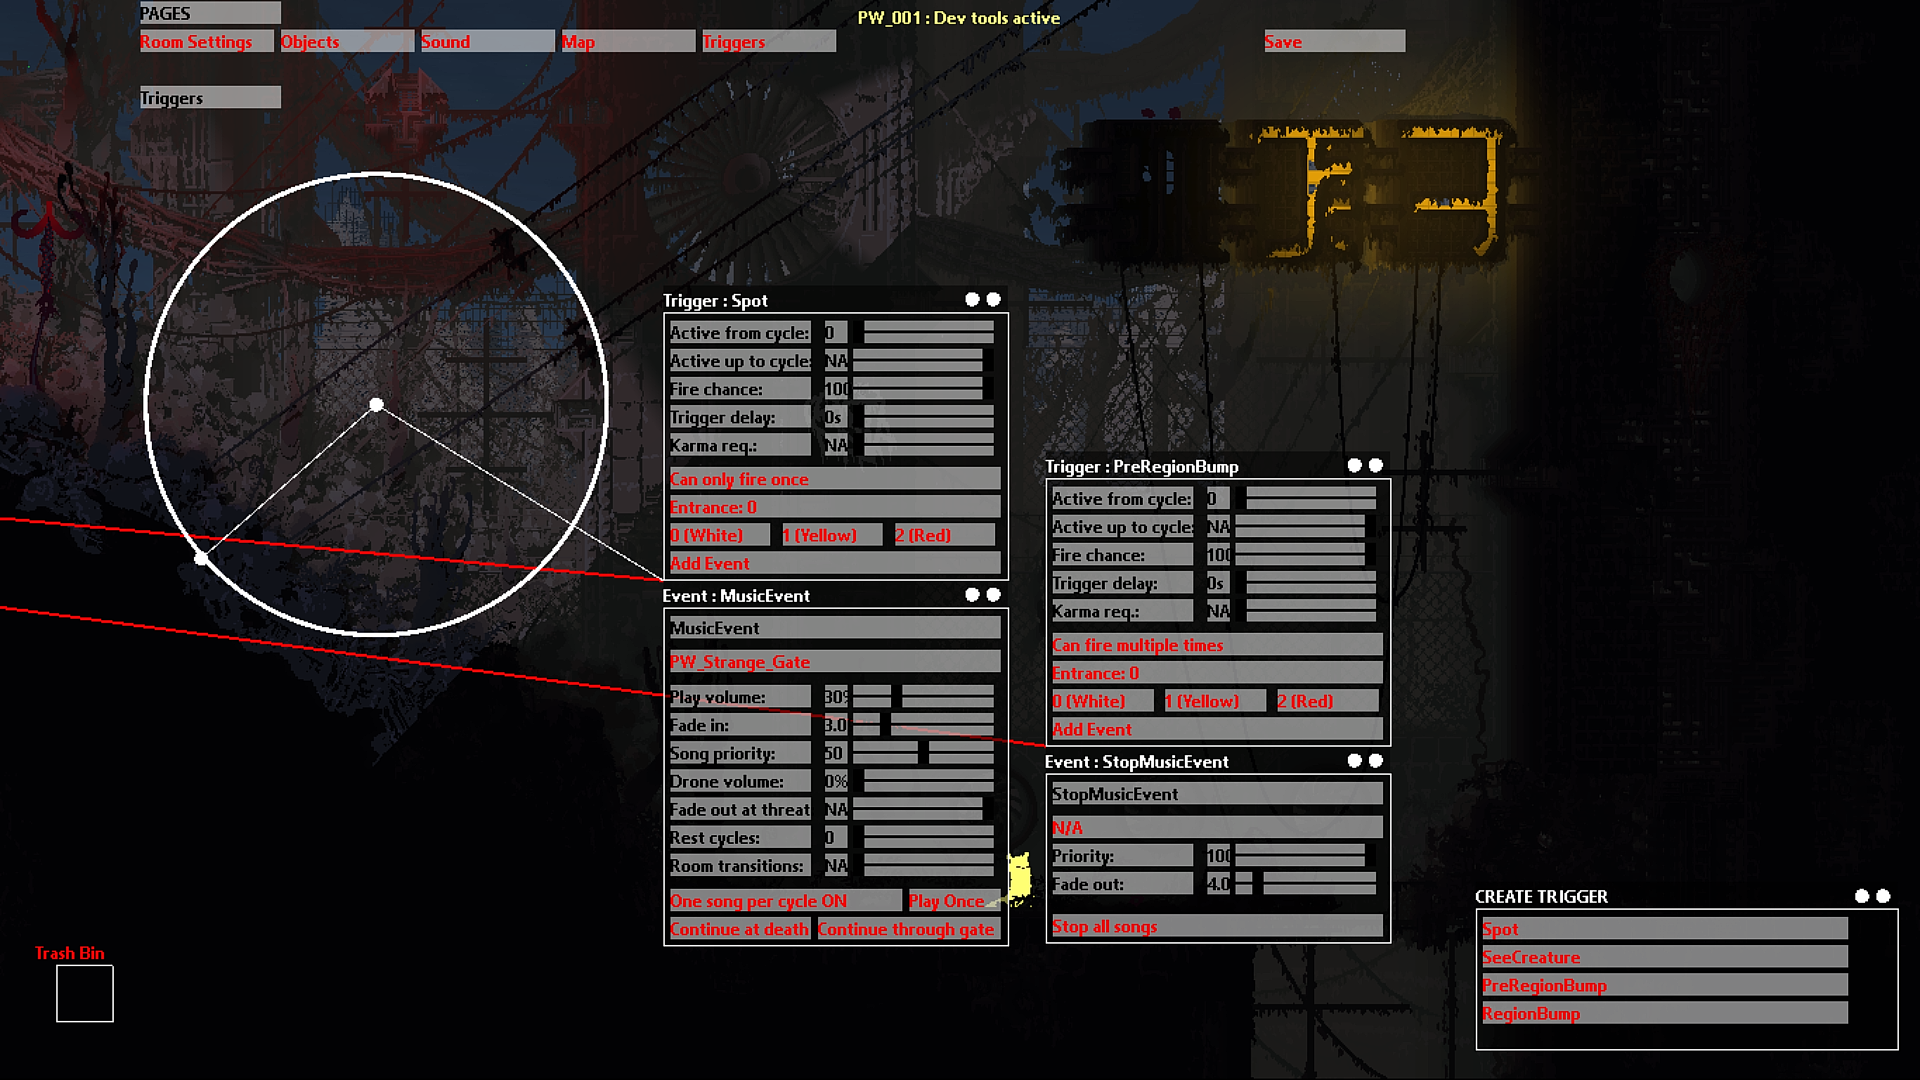 PAGES
PW_001 : Dev tools active
Room Settings
Objects
Sound
Map
Triggers
Save
Triggers
Trigger : Spot
Active from cycle: 0
Active up to cycle: NA
Fire chance: 100
Trigger delay: 0s
Karma req.: NA
Can only fire once
Entrance: 0
0 (White) 1 (Yellow) 2 (Red)
Add Event
Event : MusicEvent
MusicEvent
PW_Strange_Gate
Play volume: 30%
Fade in: 3.0
Song priority: 50
Drone volume: 0%
Fade out at threat NA
Rest cycles: 0
Room transitions: NA
One song per cycle ON Play Once
Continue at death Continue through gate
Trigger : PreRegionBump
Active from cycle: 0
Active up to cycle: NA
Fire chance: 100
Trigger delay: 0s
Karma req.: NA
Can fire multiple times
Entrance: 0
0 (White) 1 (Yellow) 2 (Red)
Add Event
Event : StopMusicEvent
StopMusicEvent
N/A
Priority: 100
Fade out: 4.0
Stop all songs
CREATE TRIGGER
Spot
SeeCreature
PreRegionBump
RegionBump
Trash Bin